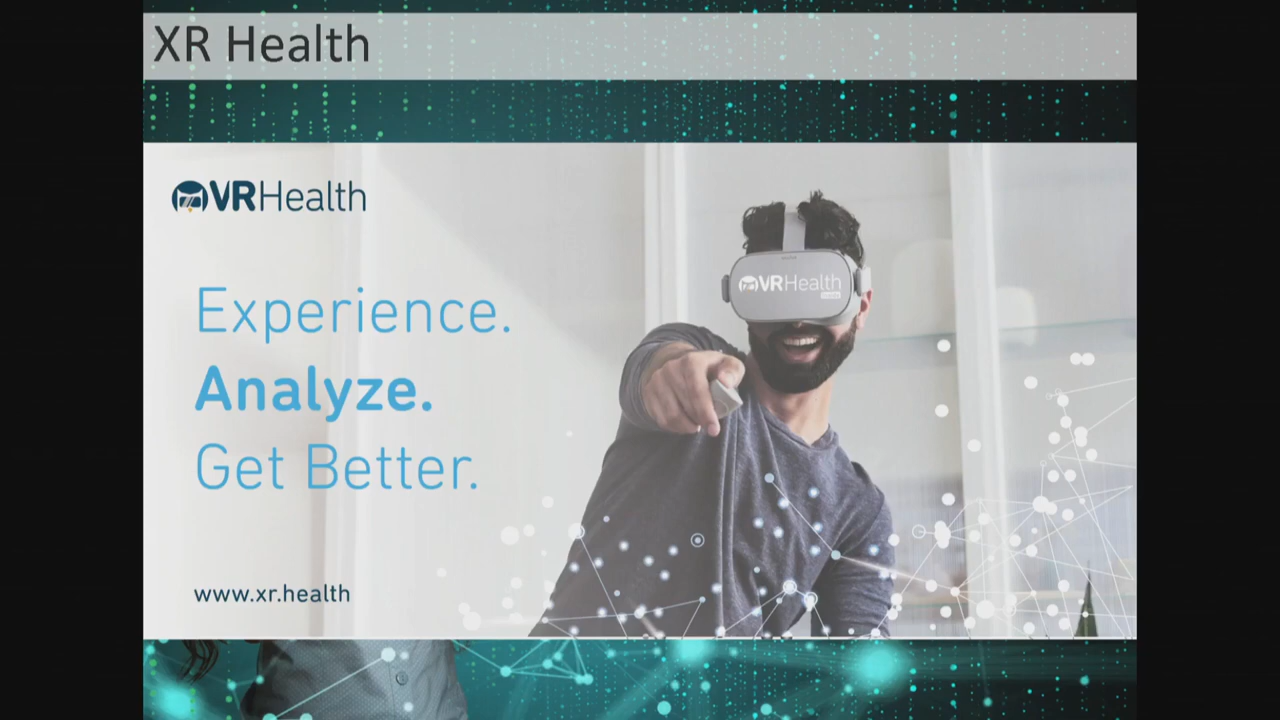 XR Health
VRHealth
VRHealth
Experience.
Analyze.
Get Better.
www.xr.health